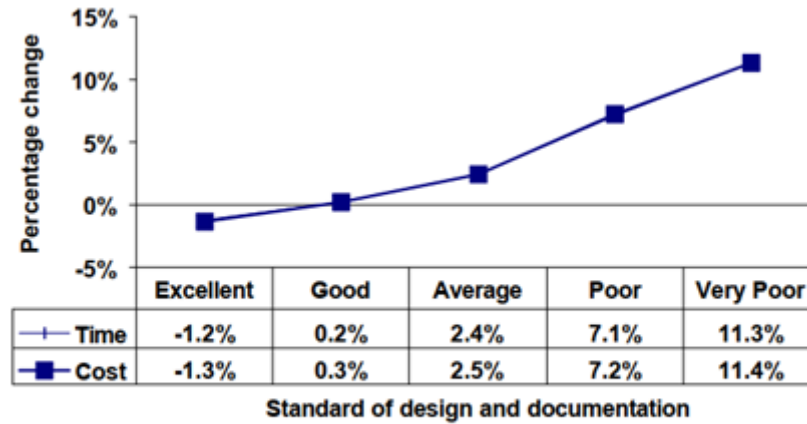 15%
10%
5%
0%
-5%
Percentage change
Excellent Good Average Poor Very Poor
Time -1.2% 0.2% 2.4% 7.1% 11.3%
Cost -1.3% 0.3% 2.5% 7.2% 11.4%
Standard of design and documentation